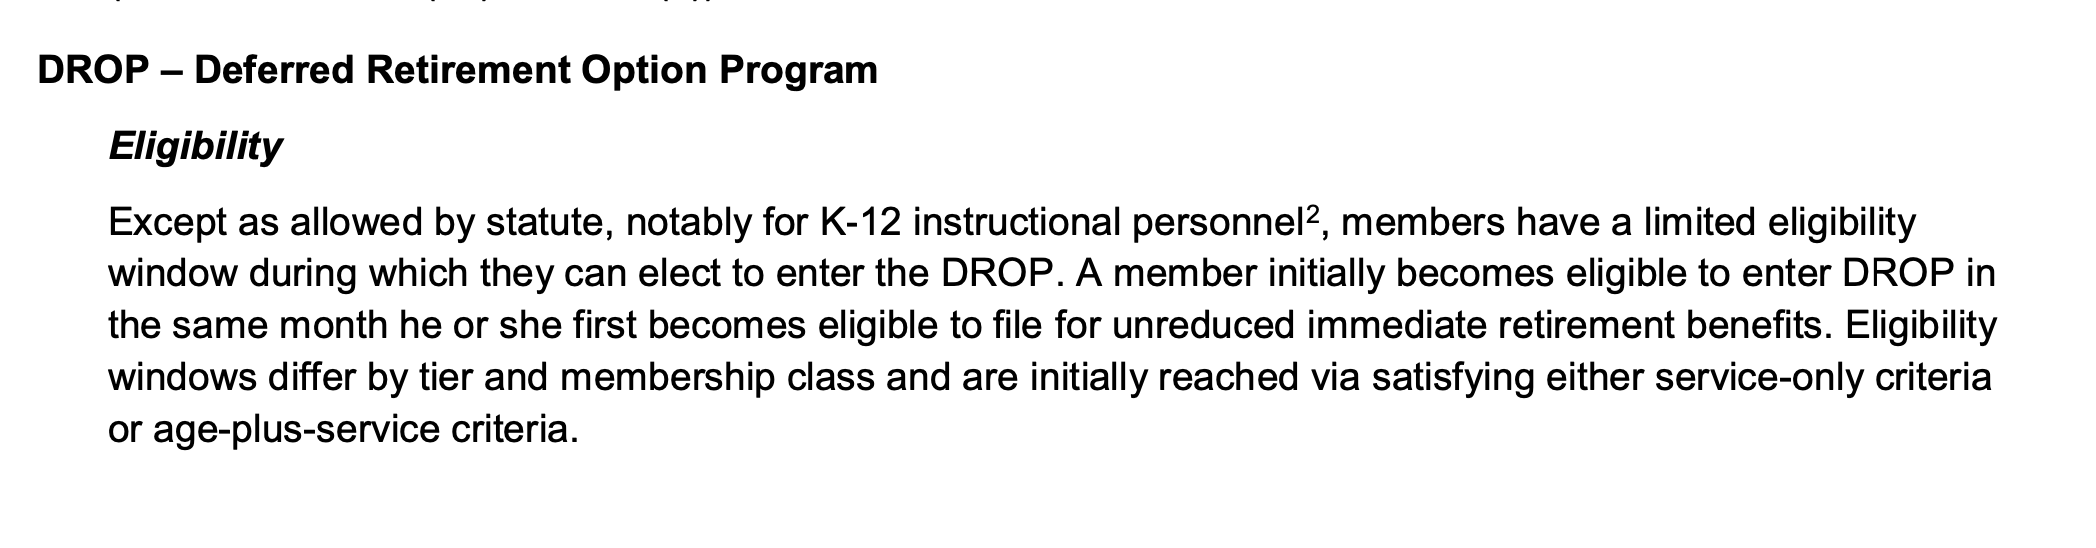 DROP – Deferred Retirement Option Program
Eligibility
Except as allowed by statute, notably for K-12 instructional personnel², members have a limited eligibility
window during which they can elect to enter the DROP. A member initially becomes eligible to enter DROP in
the same month he or she first becomes eligible to file for unreduced immediate retirement benefits. Eligibility
windows differ by tier and membership class and are initially reached via satisfying either service-only criteria
or age-plus-service criteria.